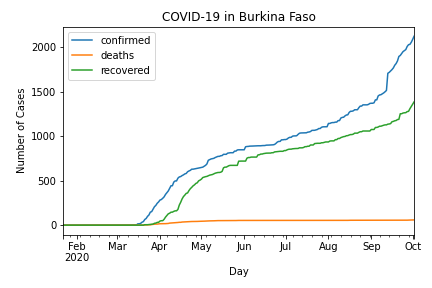 COVID-19 in Burkina Faso
confirmed
deaths
recovered
Number of Cases
2000
1500
1000
500
0
Feb Mar Apr May Jun Jul Aug Sep Oct
2020
Day